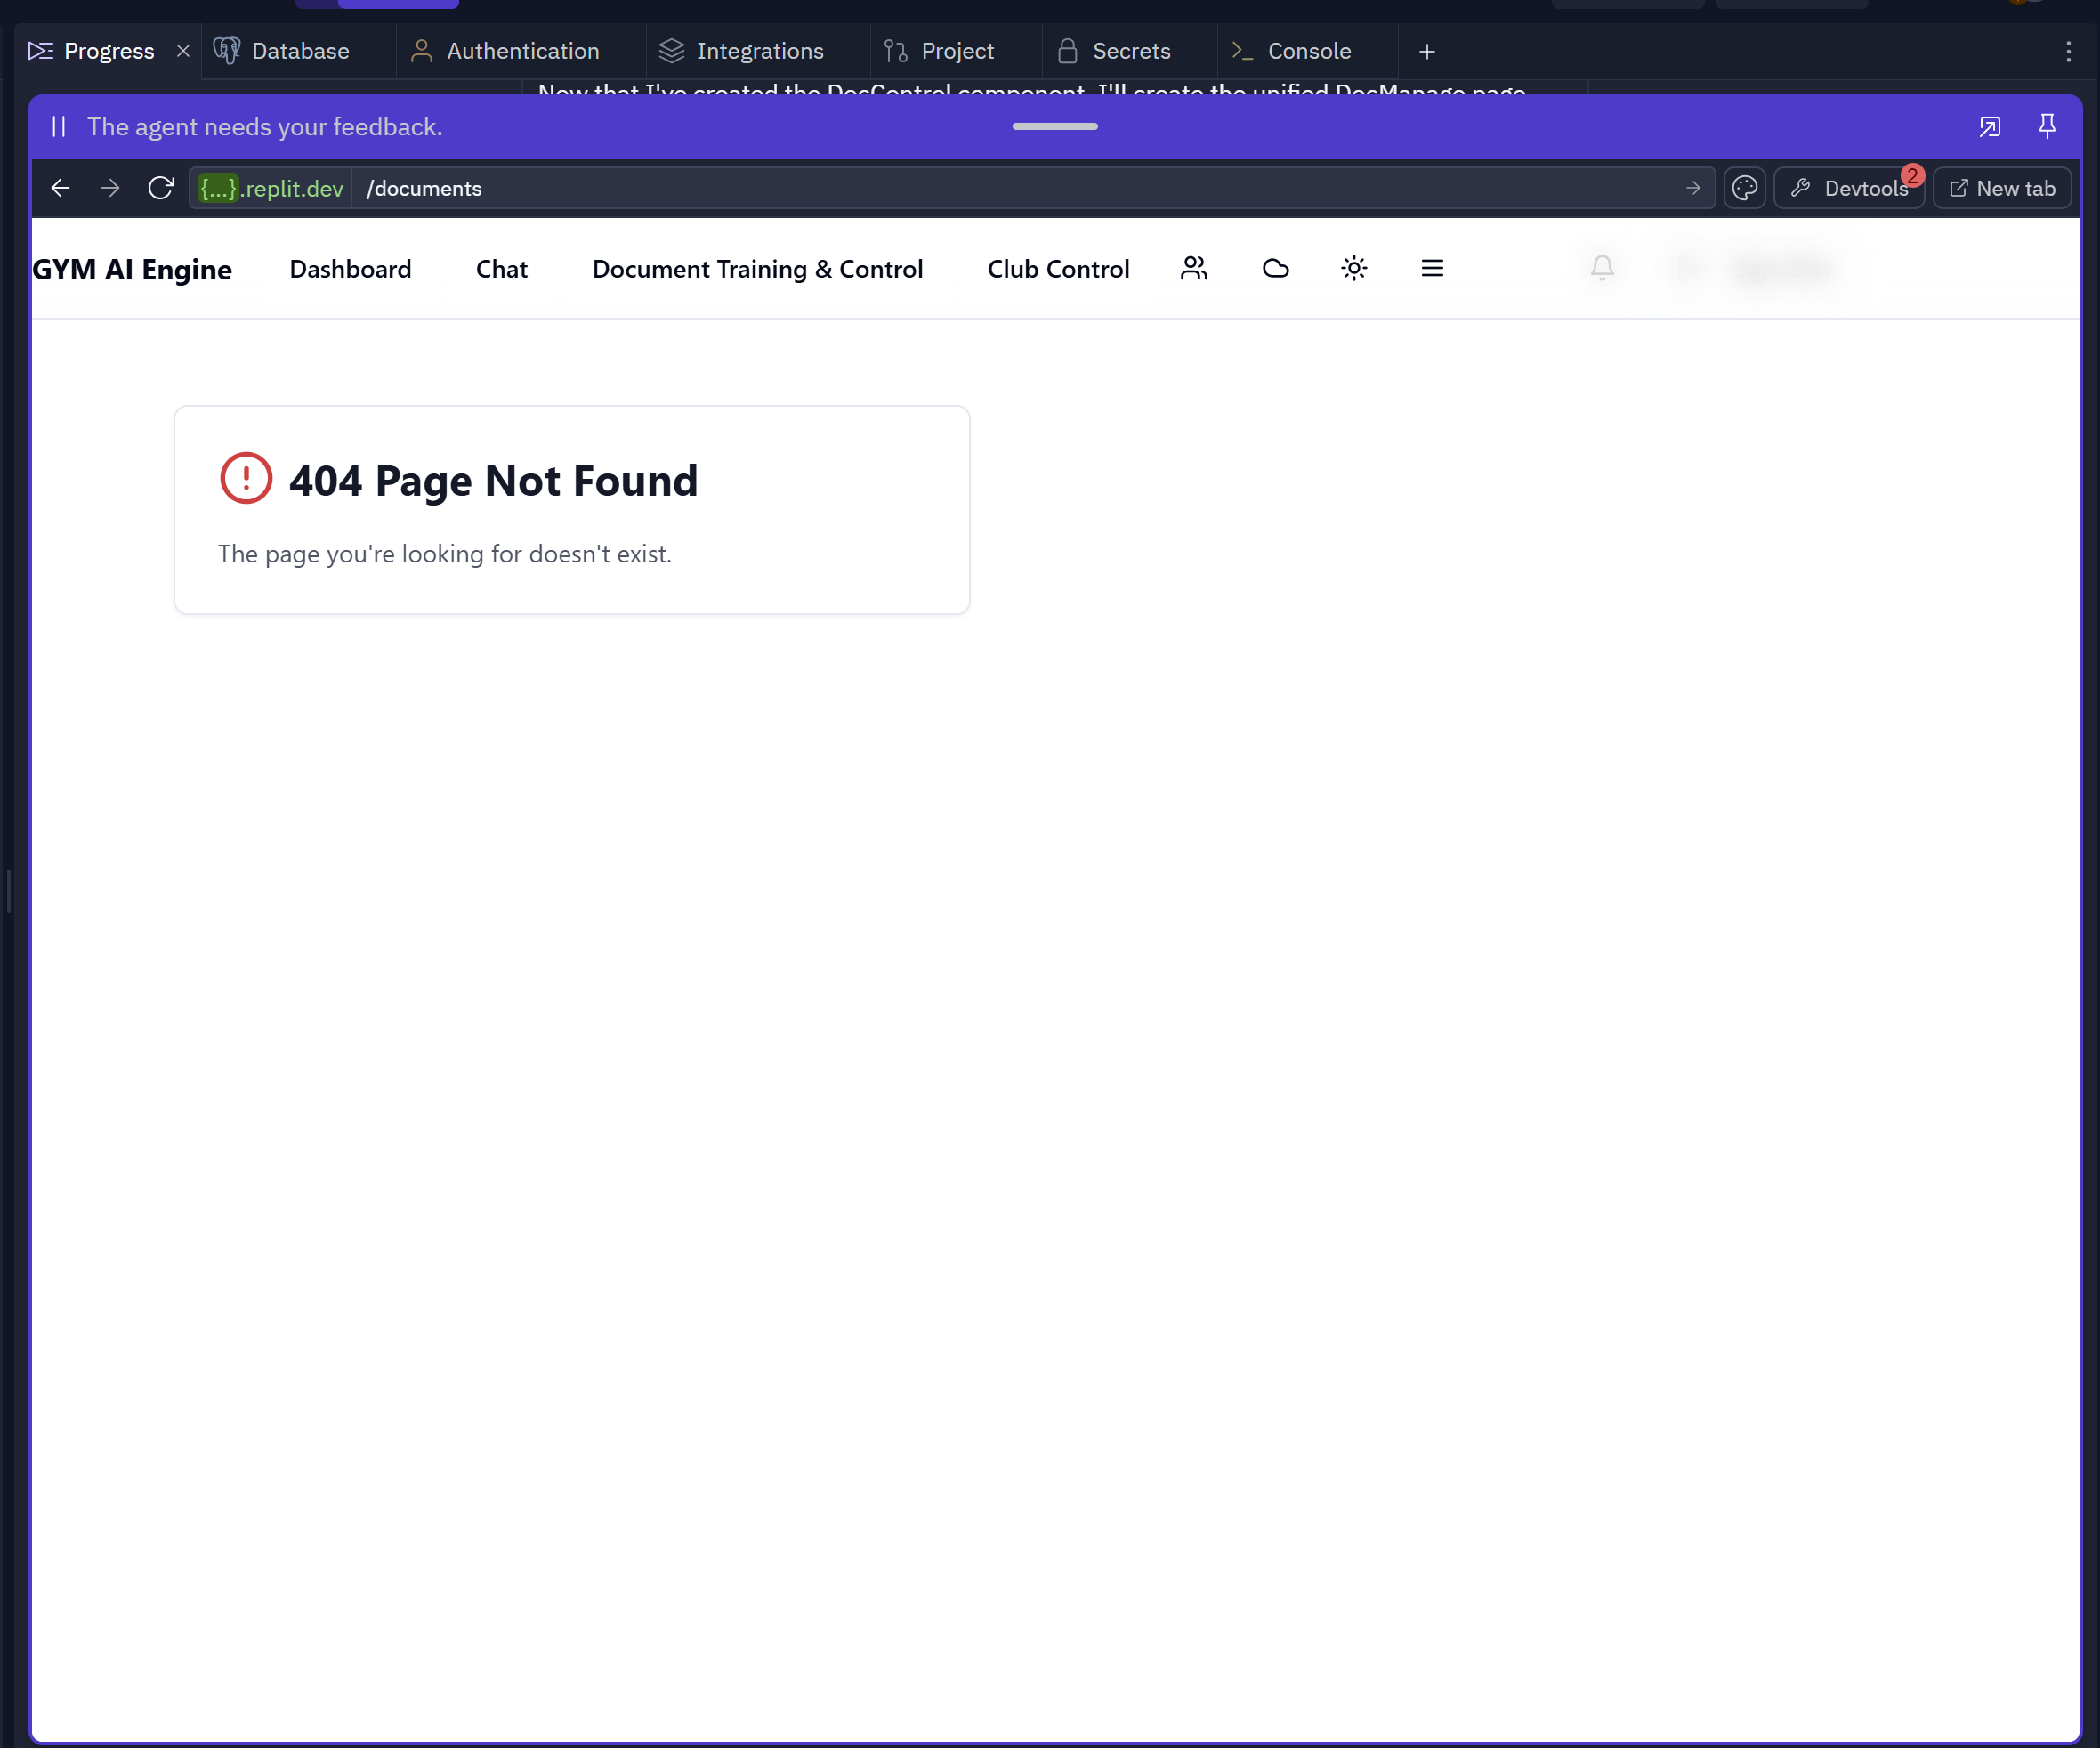 Progress Database Authentication Integrations Project Secrets Console
Now that I've created the DocControl component, I'll create the unified DocManage page
The agent needs your feedback.
{...}.replit.dev /documents Devtools 2 New tab
GYM AI Engine Dashboard Chat Document Training & Control Club Control
404 Page Not Found
The page you're looking for doesn't exist.